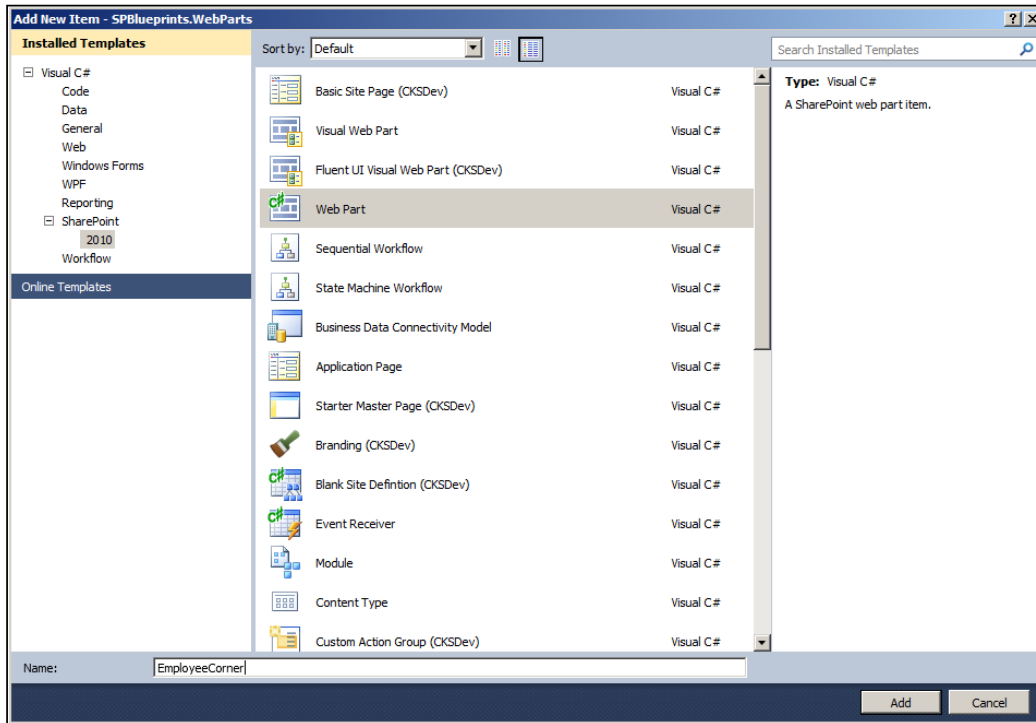 Add New Item - SPBlueprints.WebParts
Installed Templates
Visual C#
Code
Data
General
Web
Windows Forms
WPF
Reporting
SharePoint
2010
Workflow
Online Templates
Sort by: Default
Basic Site Page (CKSDev) Visual C#
Visual Web Part Visual C#
Fluent UI Visual Web Part (CKSDev) Visual C#
Web Part Visual C#
Sequential Workflow Visual C#
State Machine Workflow Visual C#
Business Data Connectivity Model Visual C#
Application Page Visual C#
Starter Master Page (CKSDev) Visual C#
Branding (CKSDev) Visual C#
Blank Site Defintion (CKSDev) Visual C#
Event Receiver Visual C#
Module Visual C#
Content Type Visual C#
Custom Action Group (CKSDev) Visual C#
Search Installed Templates
Type: Visual C#
A SharePoint web part item.
Name: EmployeeCorner
Add Cancel